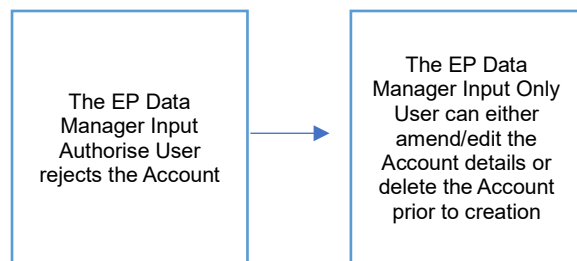 The EP Data
Manager Input
Authorise User
rejects the Account
The EP Data
Manager Input Only
User can either
amend/edit the
Account details or
delete the Account
prior to creation